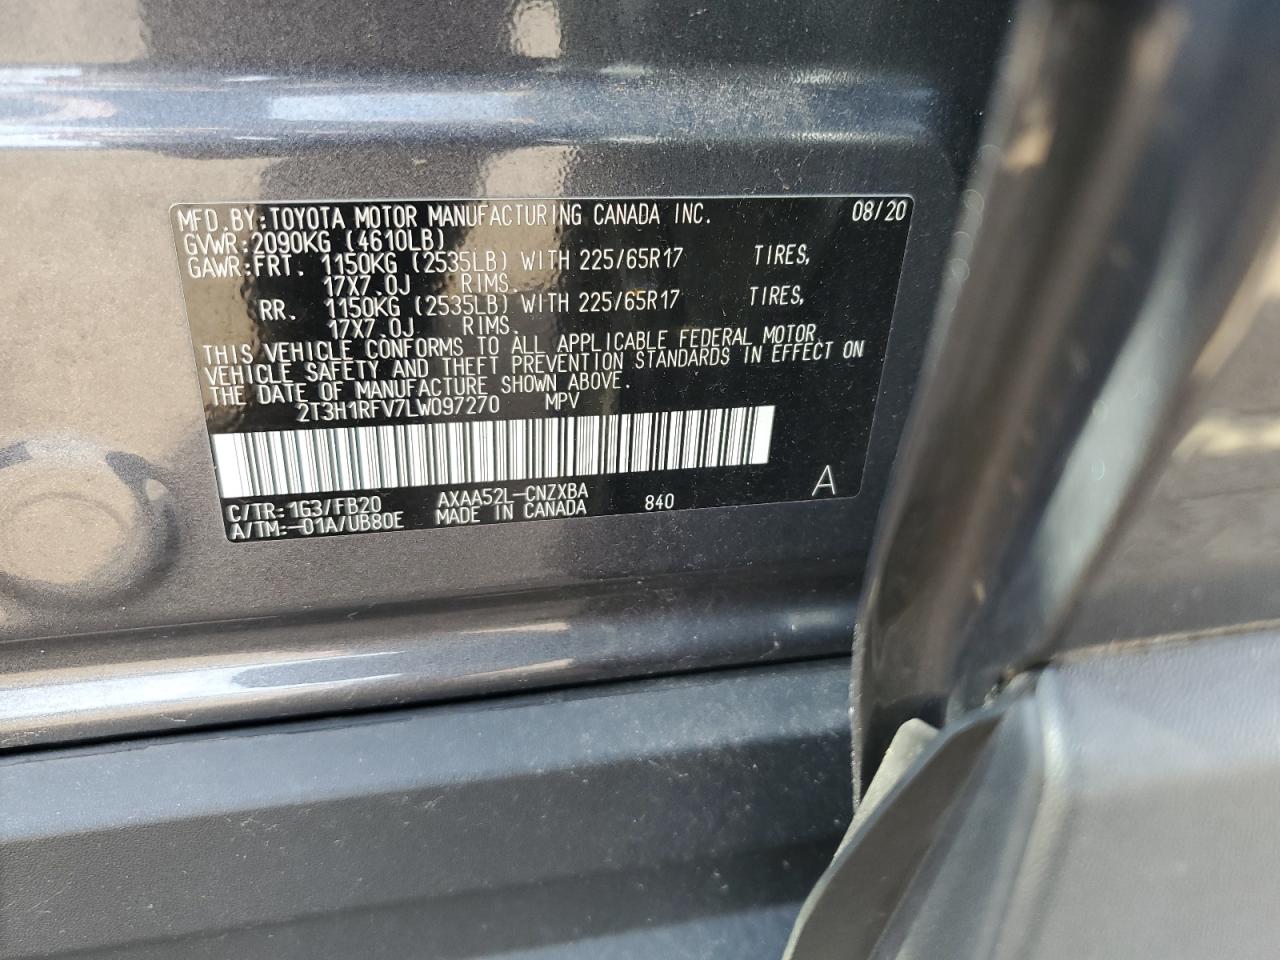 MFD.BY:TOYOTA MOTOR MANUFACTURING CANADA INC. 08/20
GVWR:2090KG (4610LB)
GAWR:FRT. 1150KG (2535LB) WITH 225/65R17 TIRES,
17X7.0J RIMS.
RR. 1150KG (2535LB) WITH 225/65R17 TIRES,
17X7.0J RIMS.
THIS VEHICLE CONFORMS TO ALL APPLICABLE FEDERAL MOTOR
VEHICLE SAFETY AND THEFT PREVENTION STANDARDS IN EFFECT ON
THE DATE OF MANUFACTURE SHOWN ABOVE.
2T3H1RFV7LW097270 MPV
C/TR:1G3/FB20 AXAA52L-CNZXBA 840 A
A/TM:-01A/UB80E MADE IN CANADA